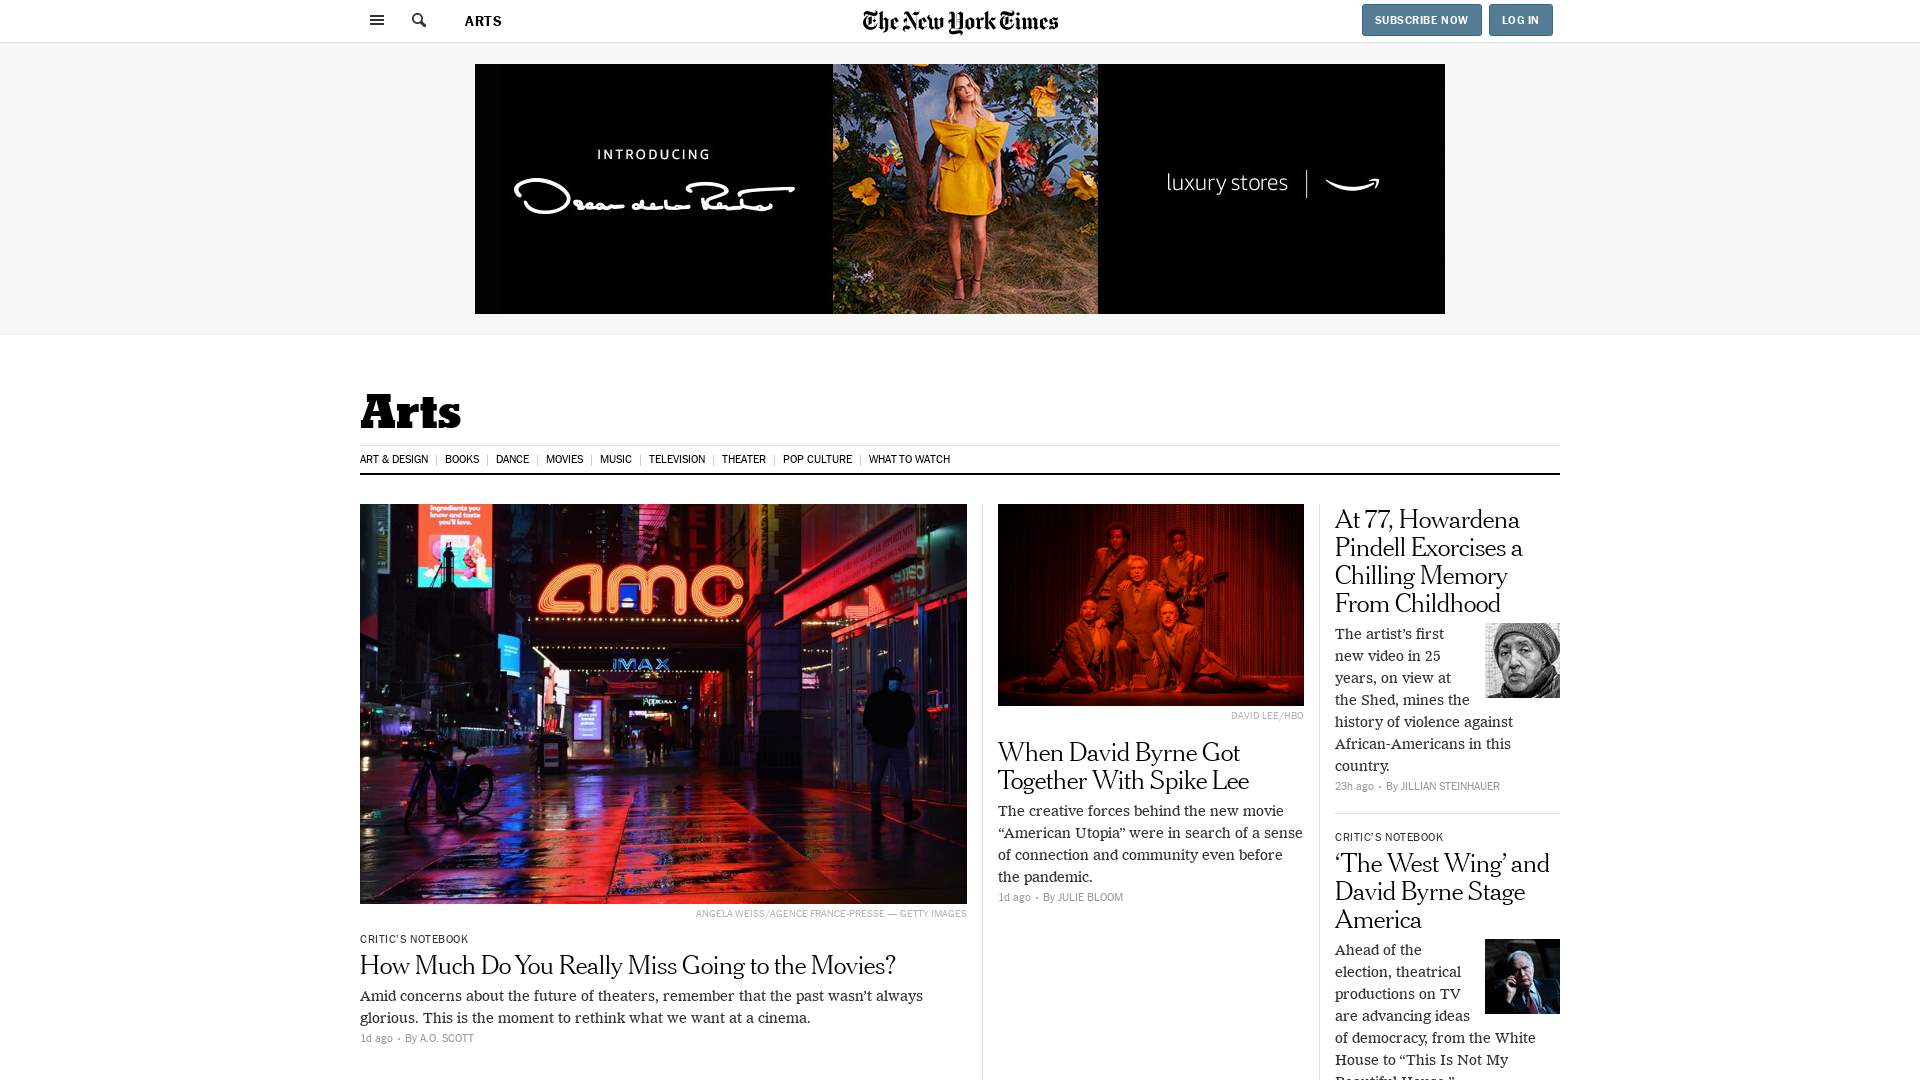 ARTS
The New York Times
SUBSCRIBE NOW
LOG IN
INTRODUCING
Oscar de la Renta
luxury stores
Arts
ART & DESIGN
BOOKS
DANCE
MOVIES
MUSIC
TELEVISION
THEATER
POP CULTURE
WHAT TO WATCH
ingredients you
know and taste
you'll love.
amc
IMAX
ANGELA WEISS/AGENCE FRANCE-PRESSE — GETTY IMAGES
CRITIC'S NOTEBOOK
How Much Do You Really Miss Going to the Movies?
Amid concerns about the future of theaters, remember that the past wasn’t always
glorious. This is the moment to rethink what we want at a cinema.
1d ago • By A.O. SCOTT
DAVID LEE/HBO
When David Byrne Got
Together With Spike Lee
The creative forces behind the new movie
“American Utopia” were in search of a sense
of connection and community even before
the pandemic.
1d ago • By JULIE BLOOM
At 77, Howardena
Pindell Exorcises a
Chilling Memory
From Childhood
The artist’s first
new video in 25
years, on view at
the Shed, mines the
history of violence against
African-Americans in this
country.
23h ago • By JILLIAN STEINHAUER
CRITIC'S NOTEBOOK
‘The West Wing’ and
David Byrne Stage
America
Ahead of the
election, theatrical
productions on TV
are advancing ideas
of democracy, from the White
House to “This Is Not My
Beautiful House.”